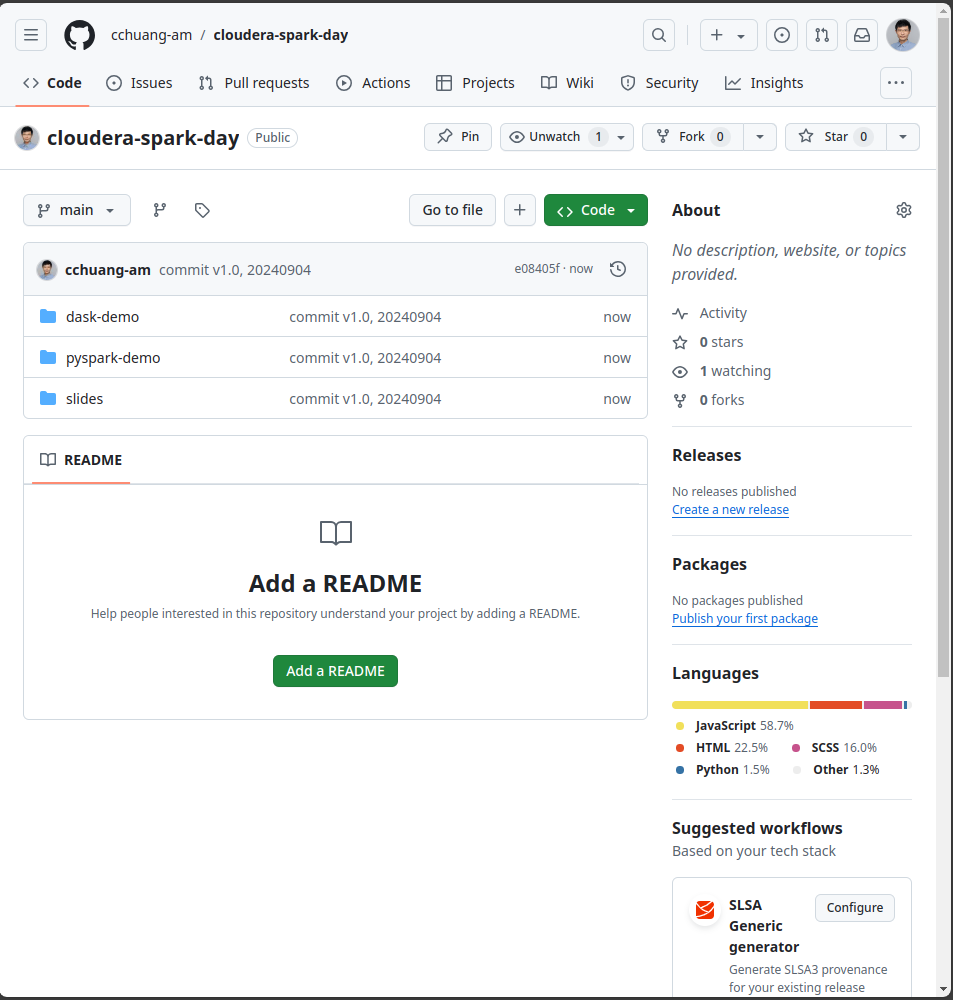 cchuang-am / cloudera-spark-day
Code Issues Pull requests Actions Projects Wiki Security Insights
cloudera-spark-day Public Pin Unwatch 1 Fork 0 Star 0
main Go to file Code
cchuang-am commit v1.0, 20240904 e08405f · now
dask-demo commit v1.0, 20240904 now
pyspark-demo commit v1.0, 20240904 now
slides commit v1.0, 20240904 now
README
Add a README
Help people interested in this repository understand your project by adding a README.
Add a README
About
No description, website, or topics
provided.
Activity
0 stars
1 watching
0 forks
Releases
No releases published
Create a new release
Packages
No packages published
Publish your first package
Languages
JavaScript 58.7%
HTML 22.5% SCSS 16.0%
Python 1.5% Other 1.3%
Suggested workflows
Based on your tech stack
SLSA Configure
Generic
generator
Generate SLSA3 provenance
for your existing release